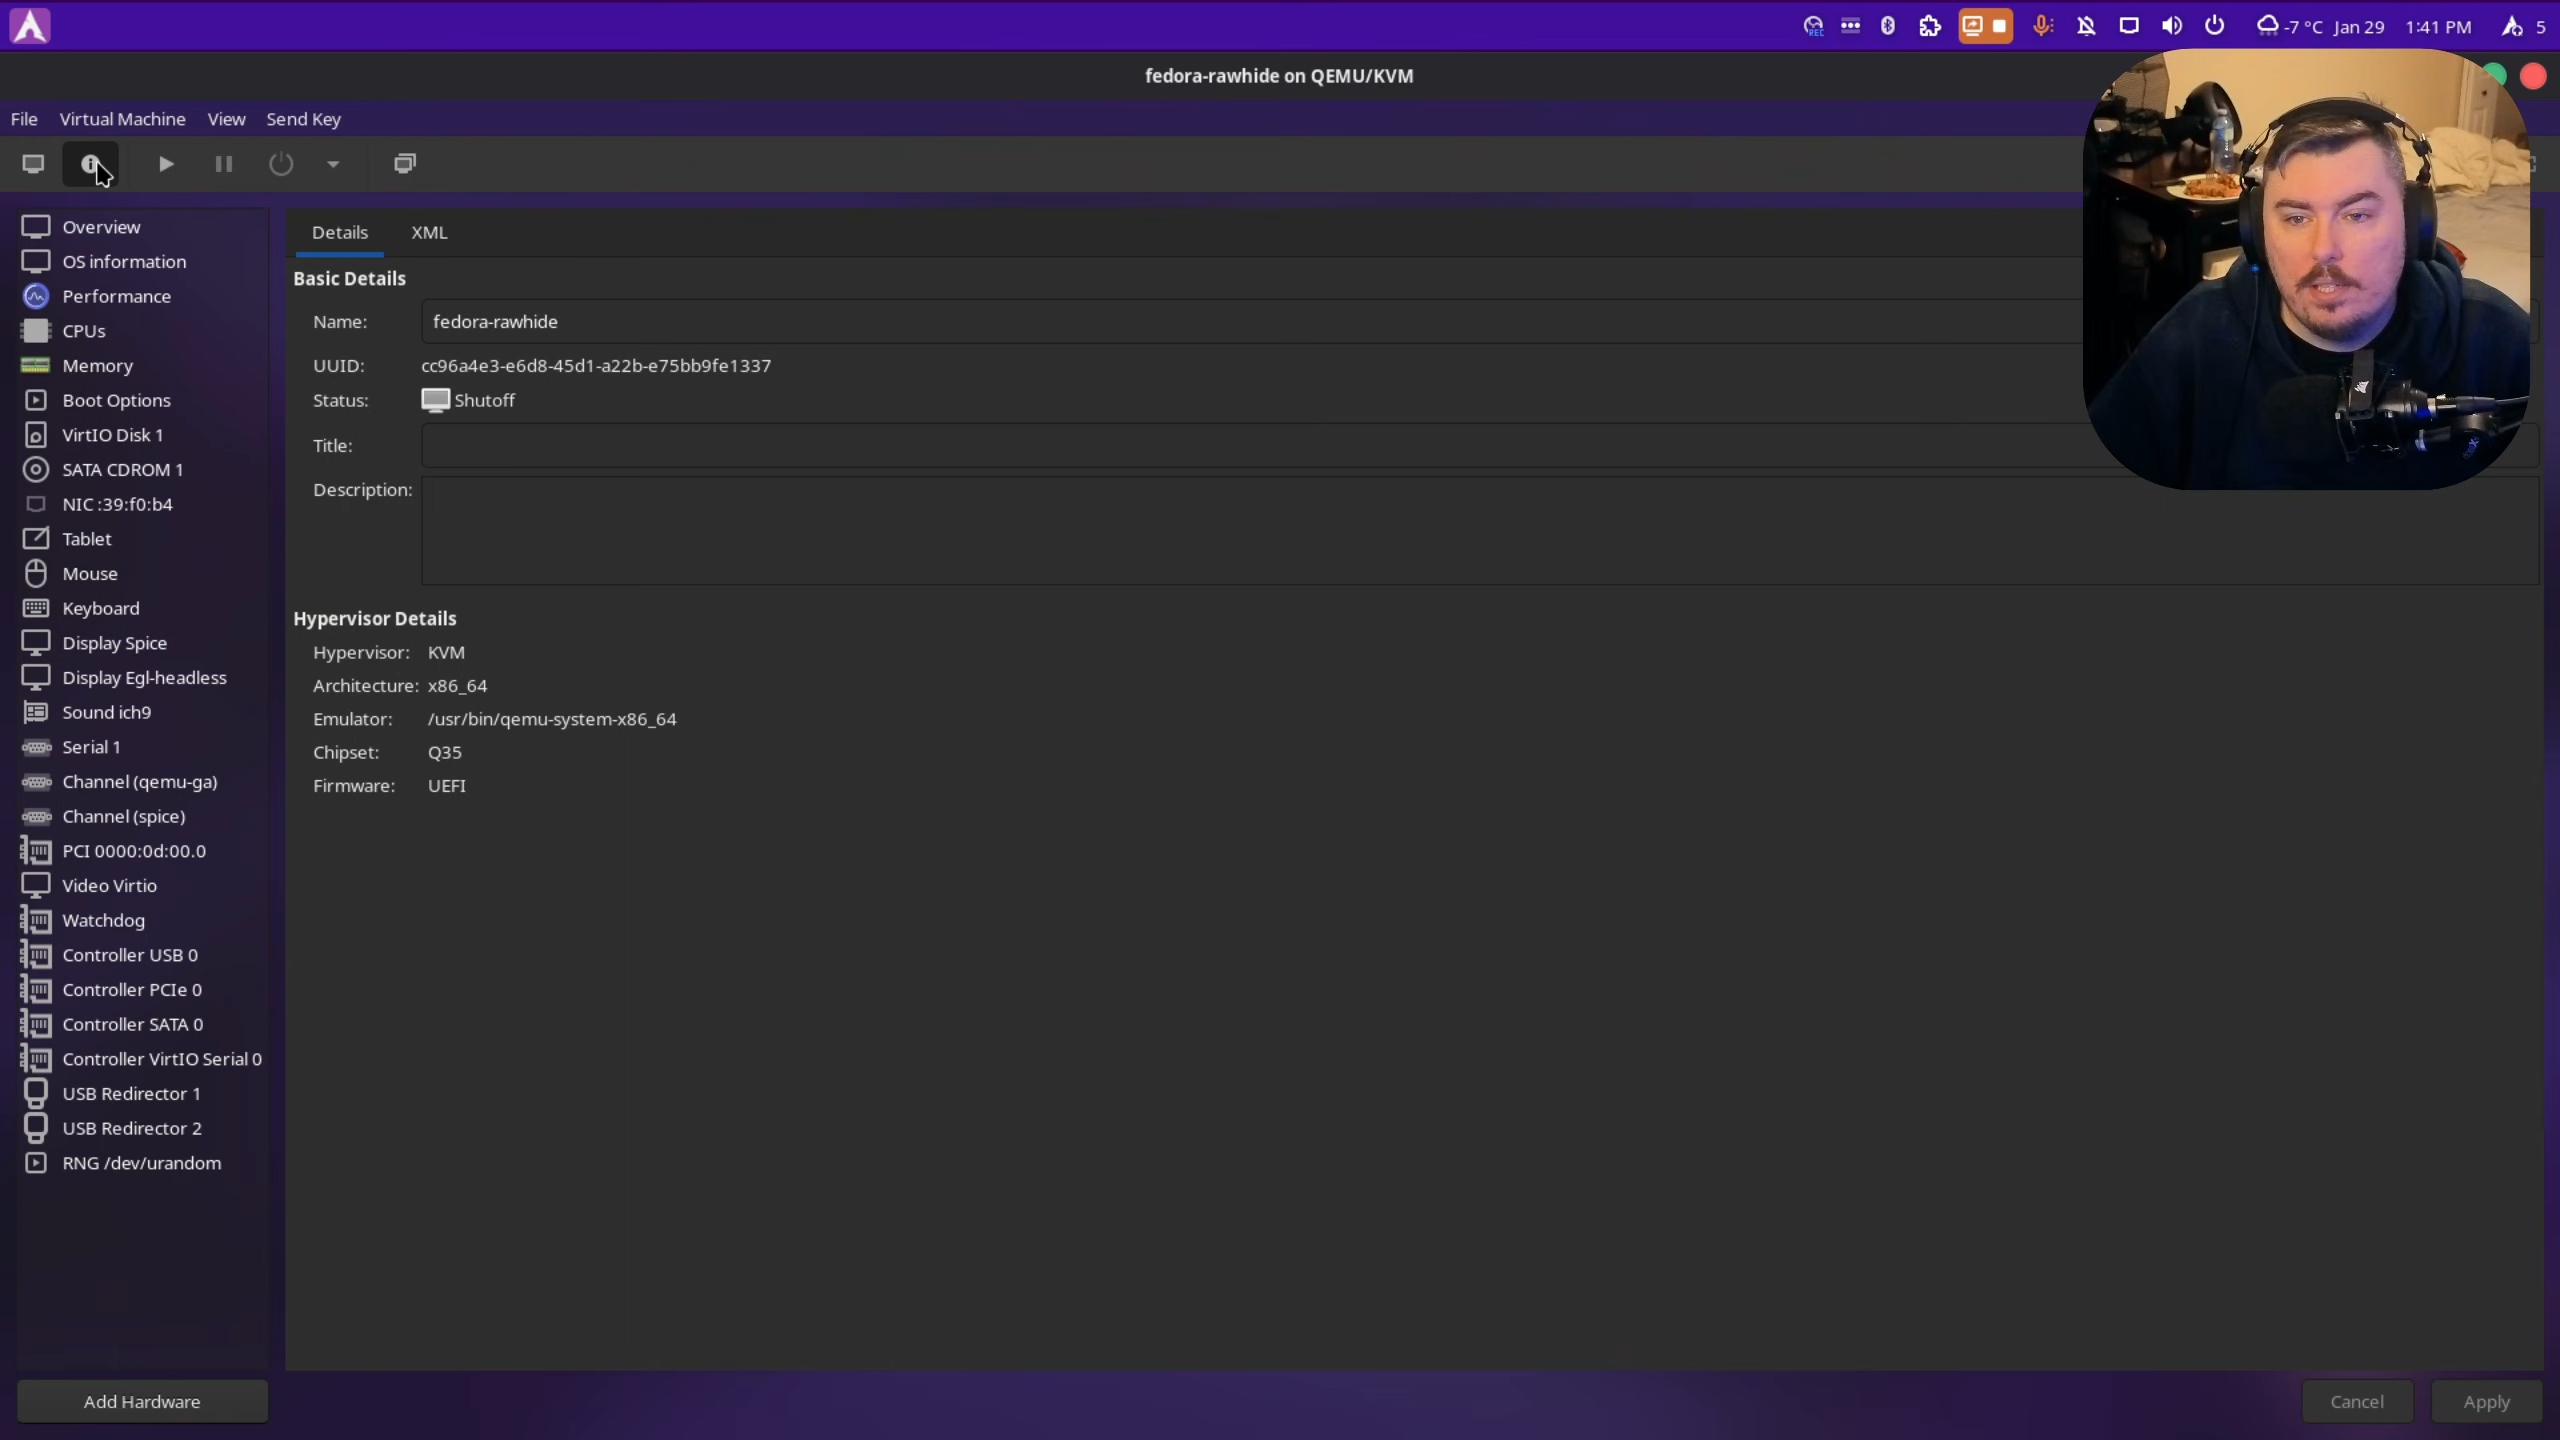 REC
-7 °C Jan 29 1:41 PM 5
fedora-rawhide on QEMU/KVM
File Virtual Machine View Send Key
Overview
OS information
Performance
CPUs
Memory
Boot Options
VirtIO Disk 1
SATA CDROM 1
NIC :39:f0:b4
Tablet
Mouse
Keyboard
Display Spice
Display Egl-headless
Sound ich9
Serial 1
Channel (qemu-ga)
Channel (spice)
PCI 0000:0d:00.0
Video Virtio
Watchdog
Controller USB 0
Controller PCIe 0
Controller SATA 0
Controller VirtIO Serial 0
USB Redirector 1
USB Redirector 2
RNG /dev/urandom
Add Hardware
Details XML
Basic Details
Name: fedora-rawhide
UUID: cc96a4e3-e6d8-45d1-a22b-e75bb9fe1337
Status: Shutoff
Title:
Description:
Hypervisor Details
Hypervisor: KVM
Architecture: x86_64
Emulator: /usr/bin/qemu-system-x86_64
Chipset: Q35
Firmware: UEFI
Cancel Apply